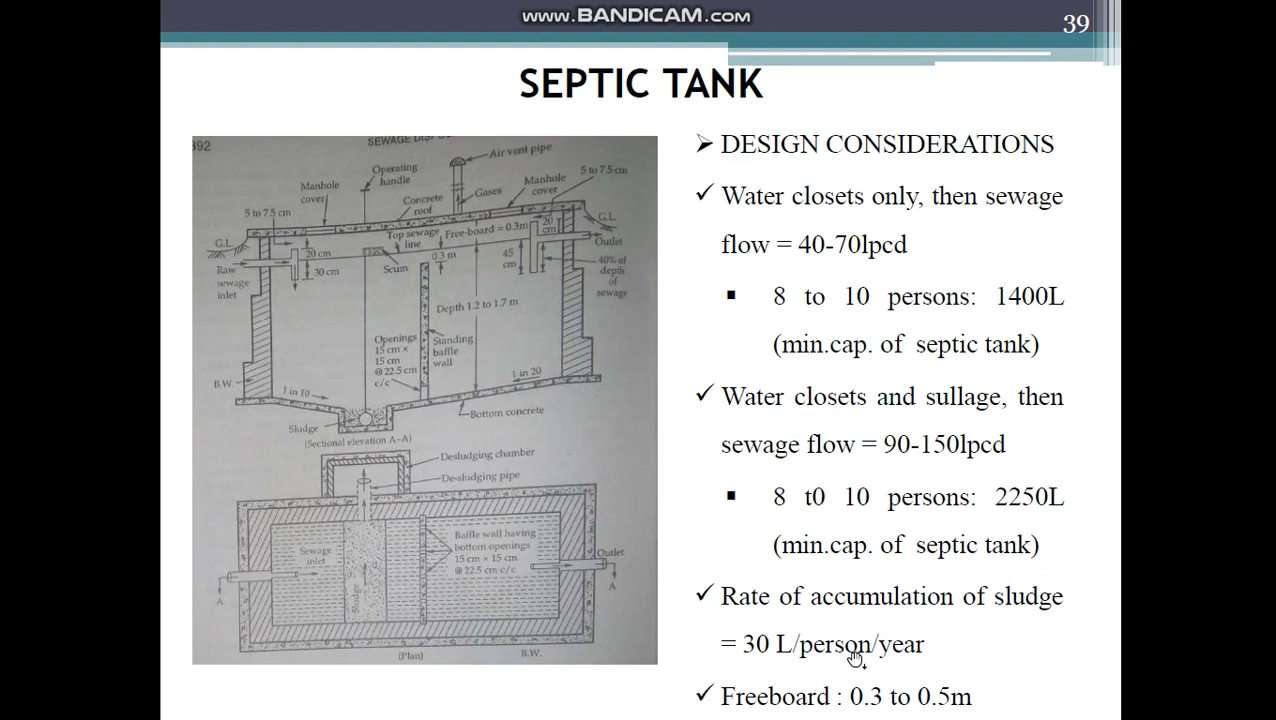 www.BANDICAM.com
39
SEPTIC TANK
392
SEWAGE DISPO
Air vent pipe
Operating
handle
Manhole
cover
Gases
Manhole
cover
5 to 7.5 cm
Concrete
roof
5 to 7.5 cm
G.L.
Top sewage
line
Free-board = 0.3m
20
cm
G.L.
Outlet
20 cm
30 cm
Scum
0.3 m
45
cm
40% of
depth
of
sewage
Raw
sewage
inlet
Depth 1.2 to 1.7 m
Openings
15 cm ×
15 cm
@ 22.5 cm
c/c
Standing
baffle
wall
B.W.
1 in 10
1 in 20
Sludge
Bottom concrete
(Sectional elevation A-A)
Desludging chamber
De-sludging pipe
Sewage
inlet
Baffle wall having
bottom openings
15 cm × 15 cm
@ 22.5 cm c/c
Outlet
A
A
Sludge
(Plan)
B.W.
➢ DESIGN CONSIDERATIONS
✓ Water closets only, then sewage
flow = 40-70lpcd
▪ 8 to 10 persons: 1400L
(min.cap. of septic tank)
✓ Water closets and sullage, then
sewage flow = 90-150lpcd
▪ 8 t0 10 persons: 2250L
(min.cap. of septic tank)
✓ Rate of accumulation of sludge
= 30 L/person/year
✓ Freeboard : 0.3 to 0.5m